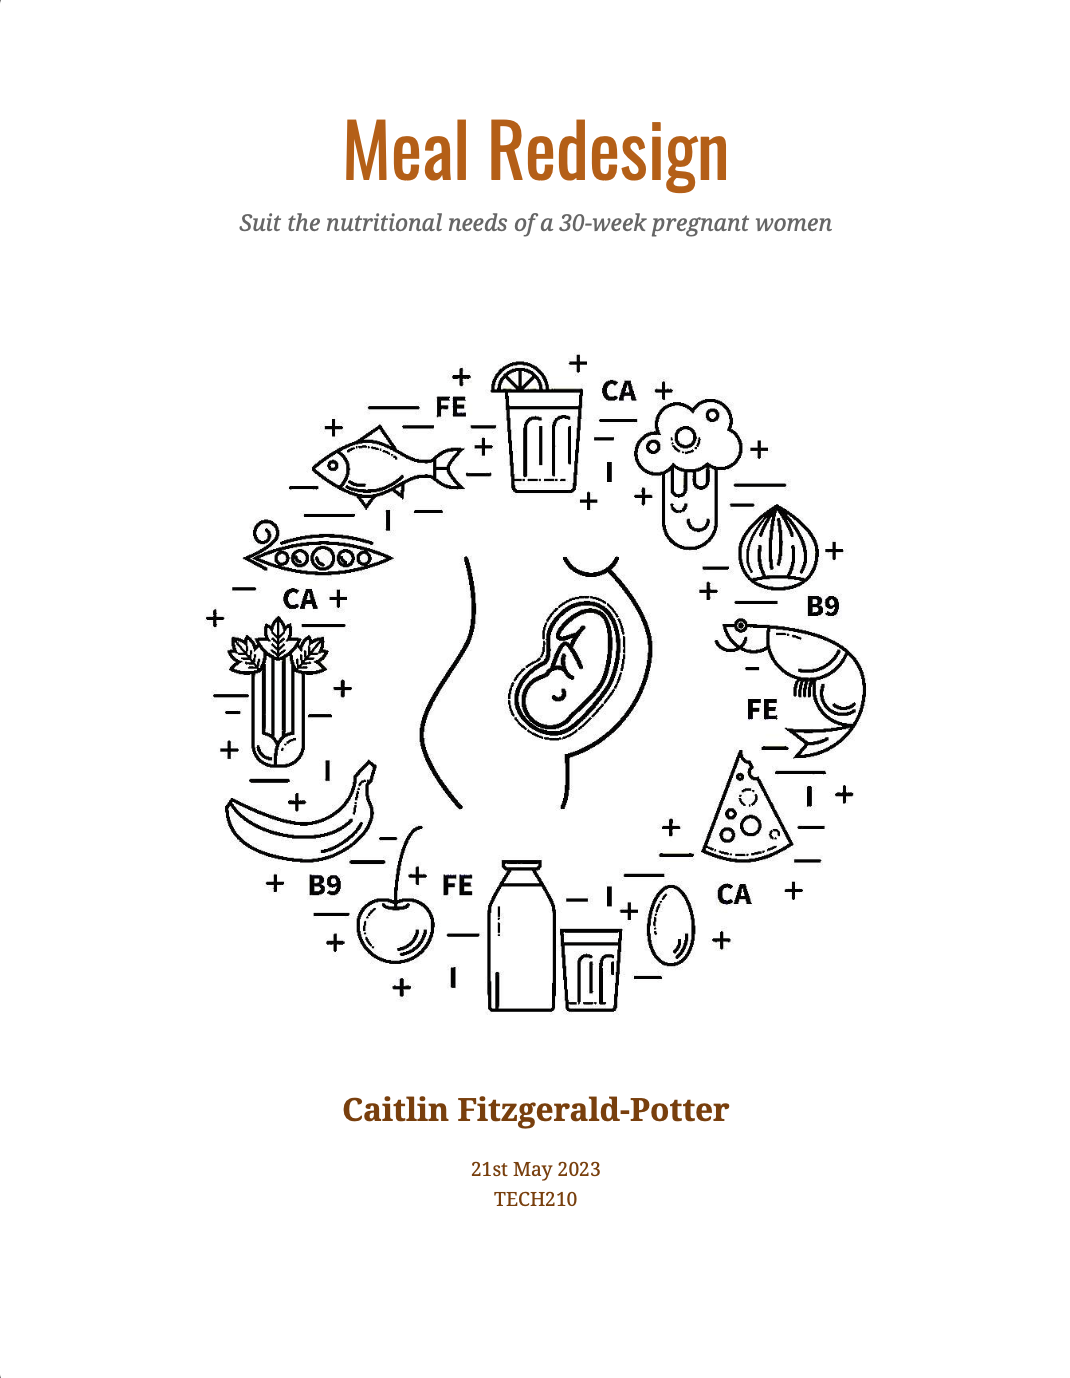 Meal Redesign
Suit the nutritional needs of a 30-week pregnant women
FE
CA
I
I
CA
B9
FE
I
I
B9
FE
I
CA
I
Caitlin Fitzgerald-Potter
21st May 2023
TECH210